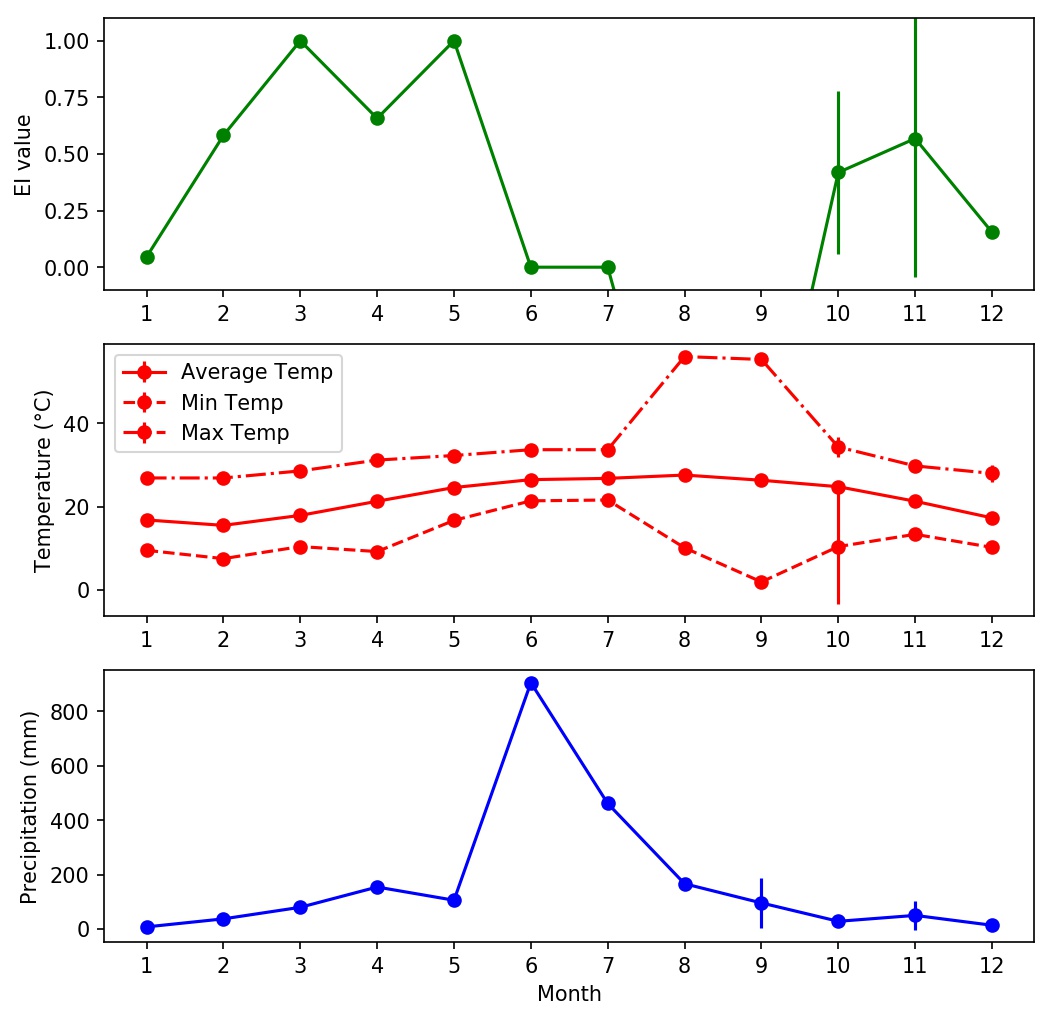 EI value
1.00
0.75
0.50
0.25
0.00
1 2 3 4 5 6 7 8 9 10 11 12
Temperature (°C)
40
20
0
Average Temp
Min Temp
Max Temp
1 2 3 4 5 6 7 8 9 10 11 12
Precipitation (mm)
800
600
400
200
0
1 2 3 4 5 6 7 8 9 10 11 12
Month